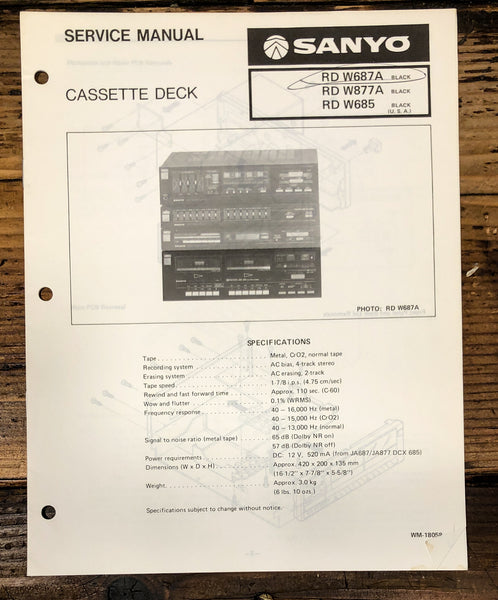 SERVICE MANUAL
SANYO
CASSETTE DECK
RD W687A BLACK
RD W877A BLACK
RD W685 BLACK
(U. S. A.)
PHOTO: RD W687A
SPECIFICATIONS
Tape Metal, CrO2, normal tape
Recording system AC bias, 4-track stereo
Erasing system AC erasing, 2-track
Tape speed 1-7/8 i.p.s. (4.75 cm/sec)
Rewind and fast forward time Approx. 110 sec. (C-60)
Wow and flutter 0.1% (WRMS)
Frequency response 40 – 16,000 Hz (metal)
40 – 15,000 Hz (CrO2)
40 – 13,000 Hz (normal)
Signal to noise ratio (metal tape) 65 dB (Dolby NR on)
57 dB (Dolby NR off)
Power requirements DC: 12 V, 520 mA (from JA687/JA877 DCX 685)
Dimensions (W x D x H) Approx. 420 x 200 x 135 mm
(16-1/2" x 7-7/8" x 5-5/8")
Weight Approx. 3.0 kg
(6 lbs. 10 ozs.)
Specifications subject to change without notice.